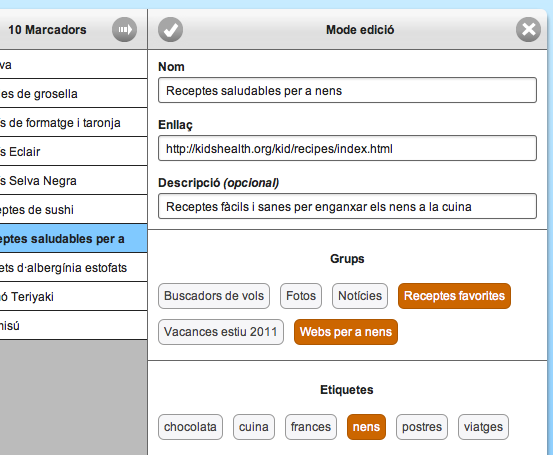 10 Marcadors
va
es de grosella
s de formatge i taronja
s Eclair
s Selva Negra
eptes de sushi
eptes saludables per a
ets d·albergínia estofats
ó Teriyaki
misú
Mode edició
Nom
Receptes saludables per a nens
Enllaç
http://kidshealth.org/kid/recipes/index.html
Descripció (opcional)
Receptes fàcils i sanes per enganxar els nens a la cuina
Grups
Buscadors de vols Fotos Notícies Receptes favorites
Vacances estiu 2011 Webs per a nens
Etiquetes
chocolata cuina frances nens postres viatges